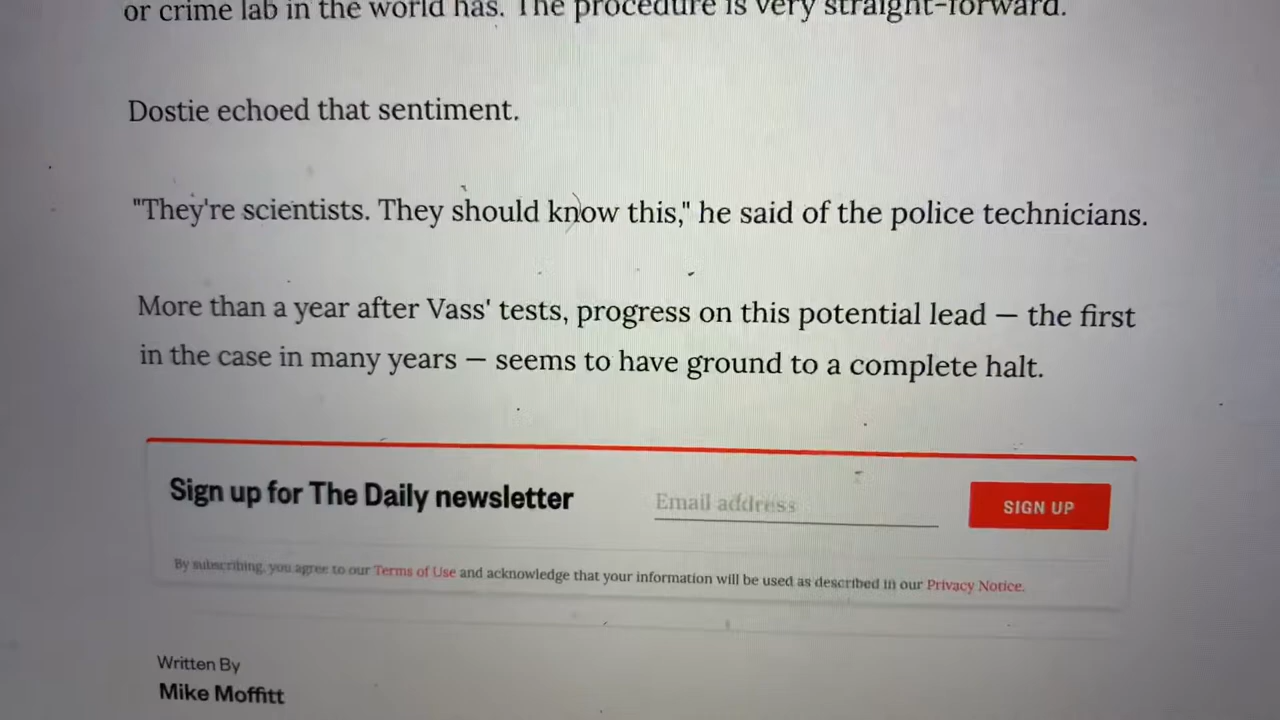 or crime lab in the world has. The procedure is very straight-forward.
Dostie echoed that sentiment.
"They're scientists. They should know this," he said of the police technicians.
More than a year after Vass' tests, progress on this potential lead — the first
in the case in many years — seems to have ground to a complete halt.
Sign up for The Daily newsletter
Email address
SIGN UP
By subscribing, you agree to our Terms of Use and acknowledge that your information will be used as described in our Privacy Notice.
Written By
Mike Moffitt